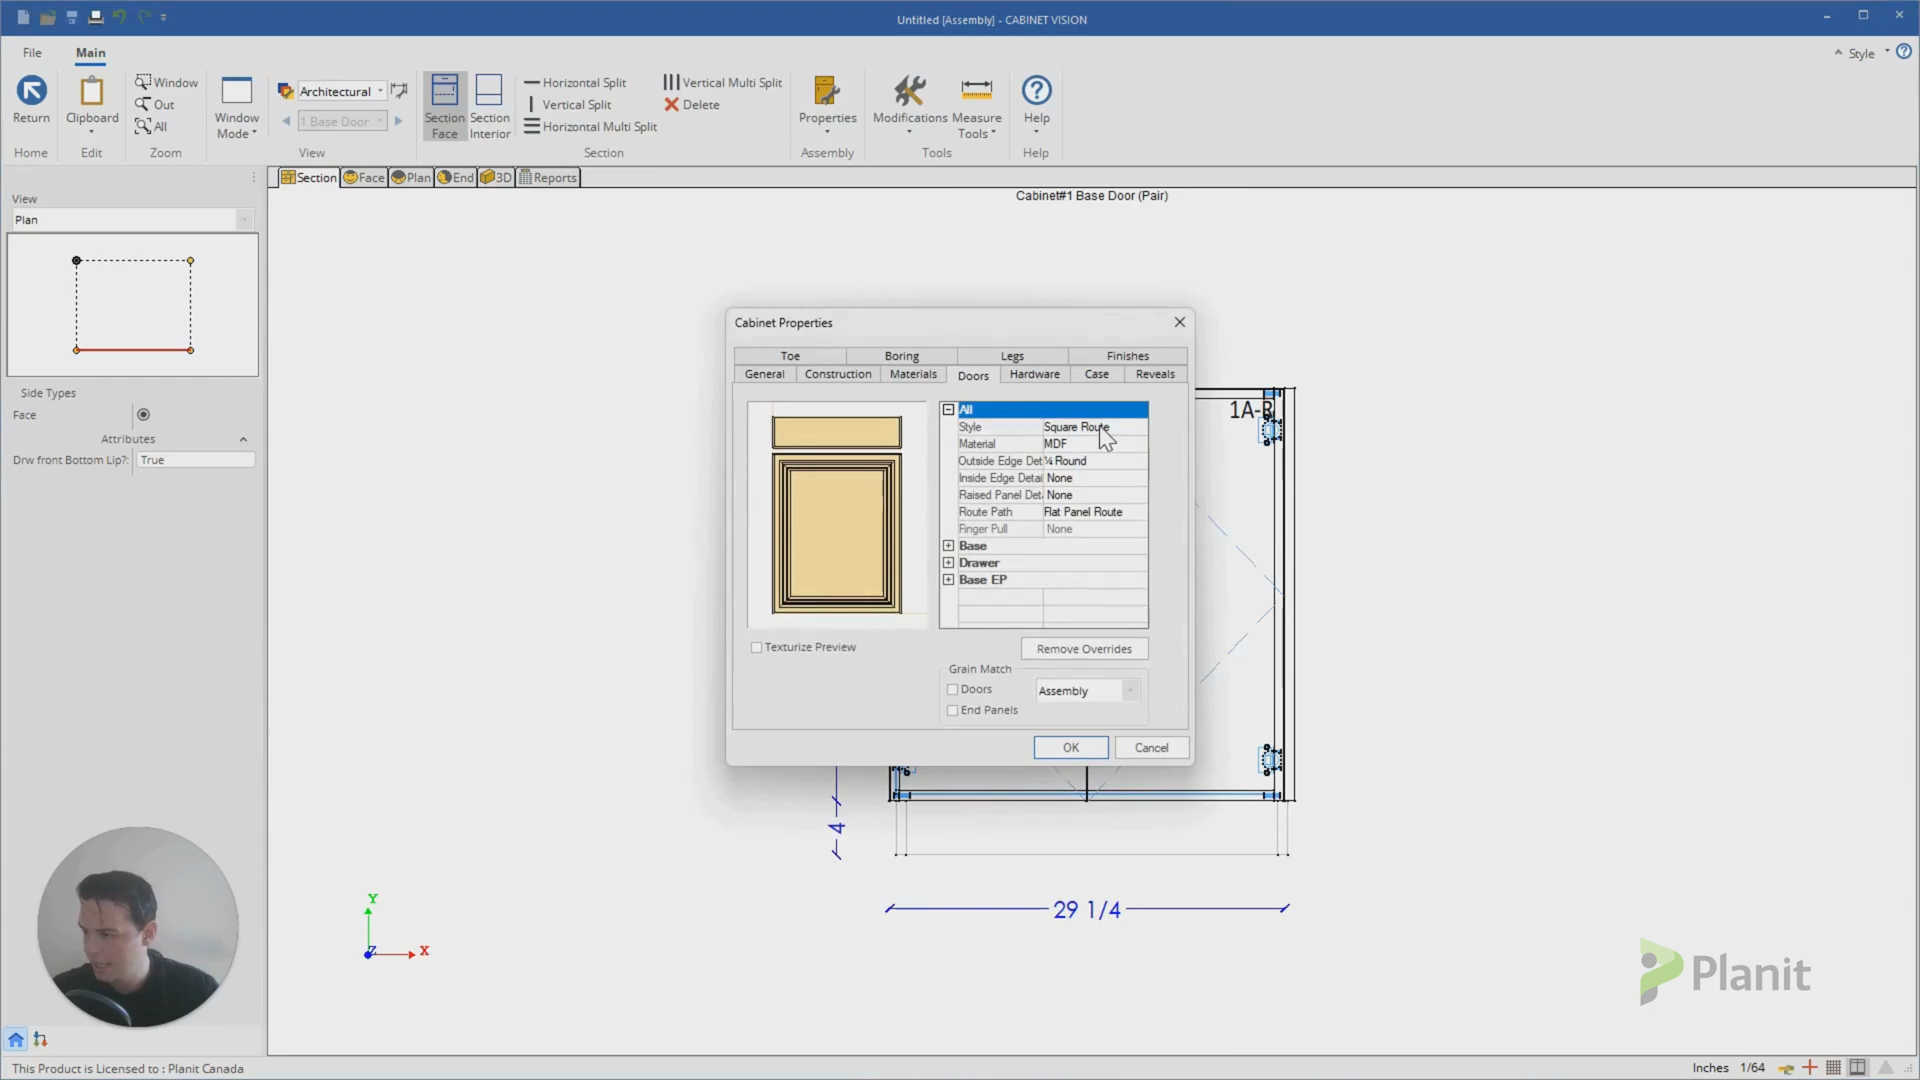 Untitled [Assembly] - CABINET VISION
File
Main
Style
Return
Clipboard
Window
Out
All
Window
Mode
Architectural
1 Base Door
Section
Face
Section
Interior
Horizontal Split
Vertical Split
Horizontal Multi Split
Vertical Multi Split
Delete
Properties
Modifications
Measure
Tools
Help
Home
Edit
Zoom
View
Section
Assembly
Tools
Help
Section
Face
Plan
End
3D
Reports
Cabinet#1 Base Door (Pair)
View
Plan
Side Types
Face
Attributes
Drw front Bottom Lip?:
True
Cabinet Properties
Toe
Boring
Legs
Finishes
General
Construction
Materials
Doors
Hardware
Case
Reveals
All
Style Square Route
Material MDF
Outside Edge Det ¼ Round
Inside Edge Detai None
Raised Panel Det None
Route Path Flat Panel Route
Finger Pull None
Base
Drawer
Base EP
Texturize Preview
Remove Overrides
Grain Match
Doors
Assembly
End Panels
OK
Cancel
1A-R
4
29 1/4
Y
Z
X
Planit
This Product is Licensed to : Planit Canada
Inches 1/64